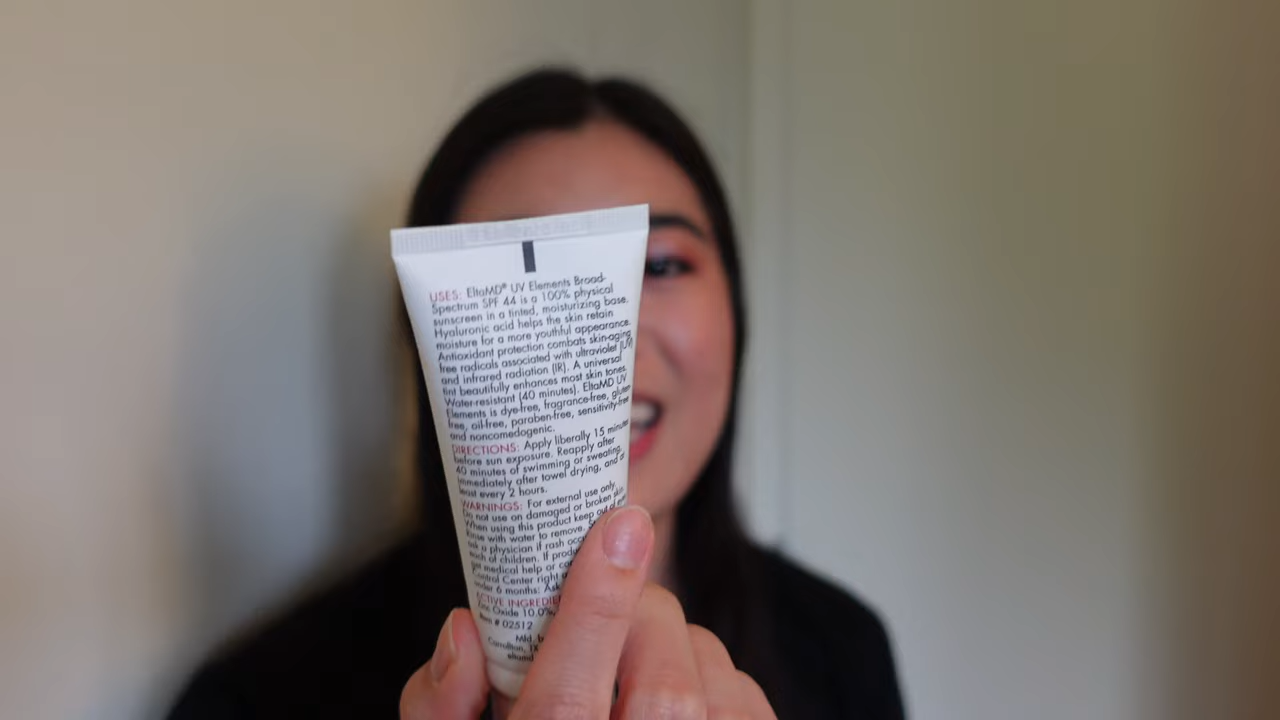 USES: EltaMD® UV Elements Broad-
Spectrum SPF 44 is a 100% physical
sunscreen in a tinted, moisturizing base.
Hyaluronic acid helps the skin retain
moisture for a more youthful appearance.
Antioxidant protection combats skin-aging
free radicals associated with ultraviolet (UV)
and infrared radiation (IR). A universal
tint beautifully enhances most skin tones.
Water-resistant (40 minutes). EltaMD UV
Elements is dye-free, fragrance-free, gluten-
free, oil-free, paraben-free, sensitivity-free
and noncomedogenic.
DIRECTIONS: Apply liberally 15 minutes
before sun exposure. Reapply after
40 minutes of swimming or sweating,
immediately after towel drying, and at
least every 2 hours.
WARNINGS: For external use only.
Do not use on damaged or broken skin.
When using this product keep out of eyes.
Rinse with water to remove.
ask a physician if rash
each of children. If
get medical help or
Control Center right
under 6 months:
ACTIVE
Zinc Oxide 10.0%,
Item # 02512
Mfd. b
Carrollton, TX
eltamd